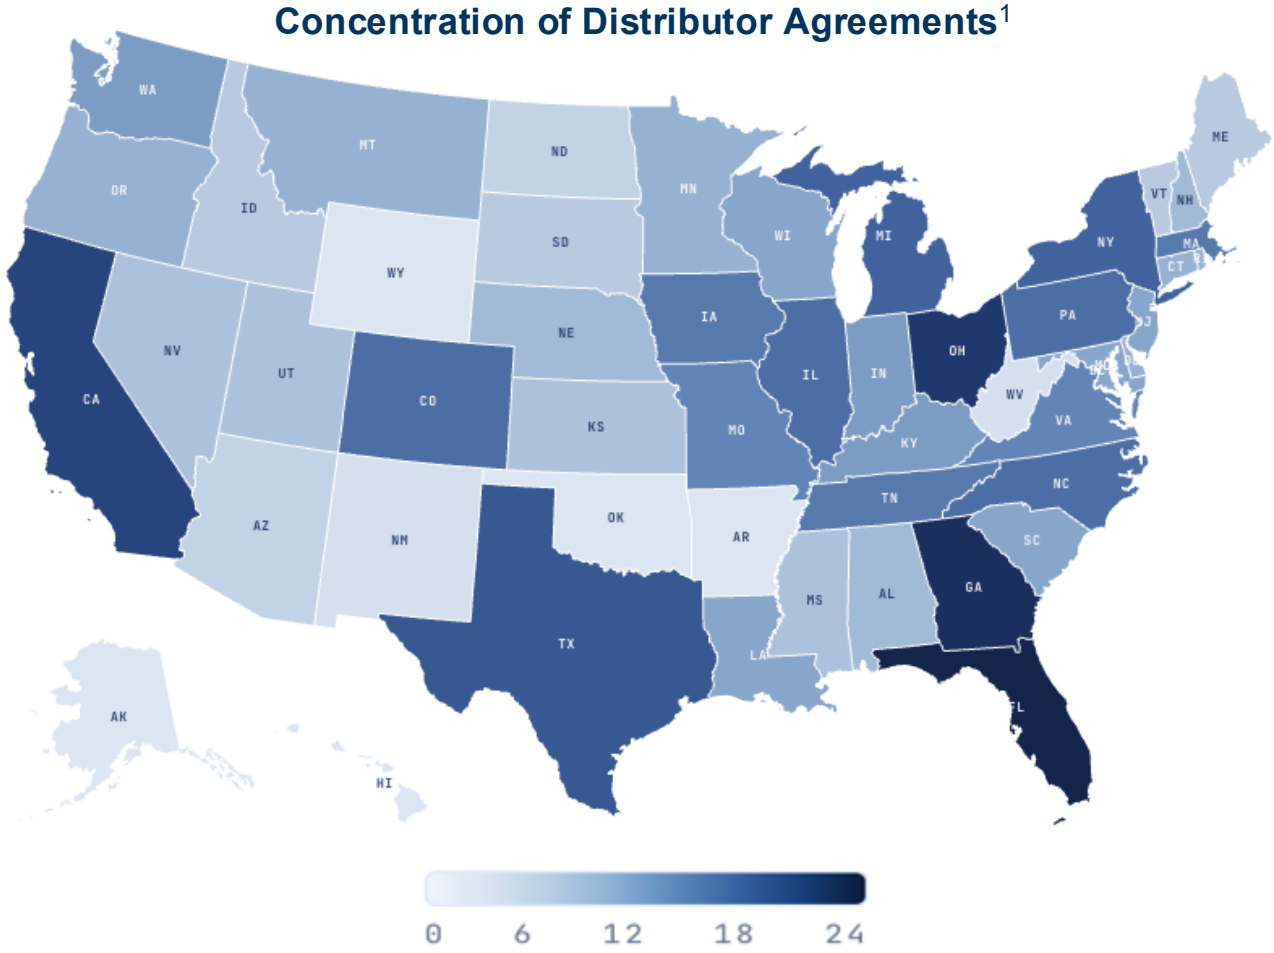 Concentration of Distributor Agreements¹
WA
MT
ND
MN
ME
OR
ID
SD
WI
MI
NY
VT
NH
MA
CT
WY
IA
PA
NV
UT
NE
IL
IN
OH
WV
CA
CO
KS
MO
KY
VA
AZ
NM
OK
AR
TN
NC
SC
TX
LA
MS
AL
GA
FL
AK
HI
0 6 12 18 24